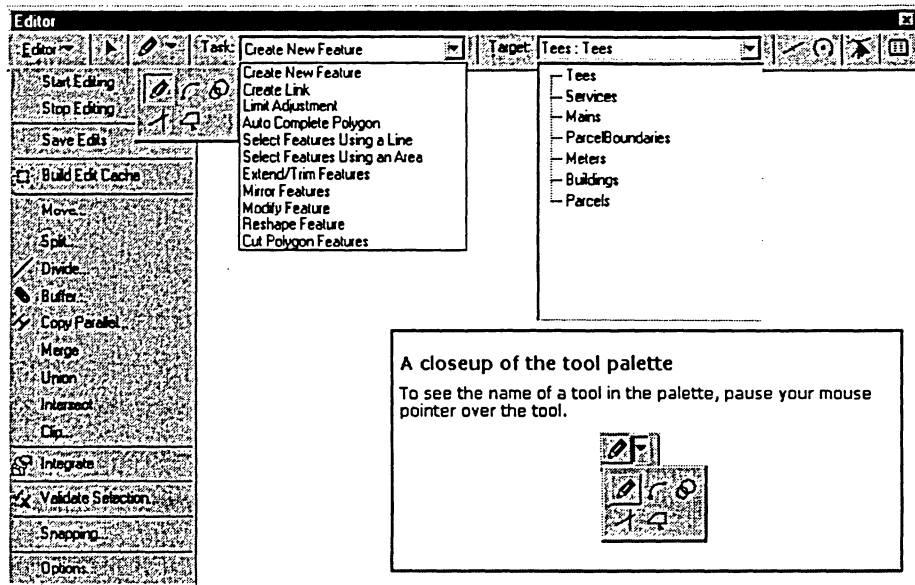 Editor
Editor Task: Create New Feature Target: Tees : Tees
Start Editing
Stop Editing
Save Edits
Build Edit Cache
Move...
Split...
Divide...
Buffer...
Copy Parallel...
Merge
Union
Intersect
Clip...
Integrate
Validate Selection...
Snapping...
Options...
Create New Feature
Create Link
Limit Adjustment
Auto Complete Polygon
Select Features Using a Line
Select Features Using an Area
Extend/Trim Features
Mirror Features
Modify Feature
Reshape Feature
Cut Polygon Features
Tees
Services
Mains
ParcelBoundaries
Meters
Buildings
Parcels
A closeup of the tool palette
To see the name of a tool in the palette, pause your mouse
pointer over the tool.